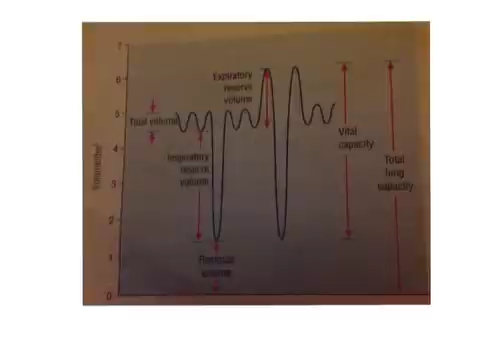 7
Expiratory
reserve
volume
6
5
Tidal volume
4
Vital
capacity
Inspiratory
reserve
volume
Total
lung
capacity
3
2
1
Residual
volume
0